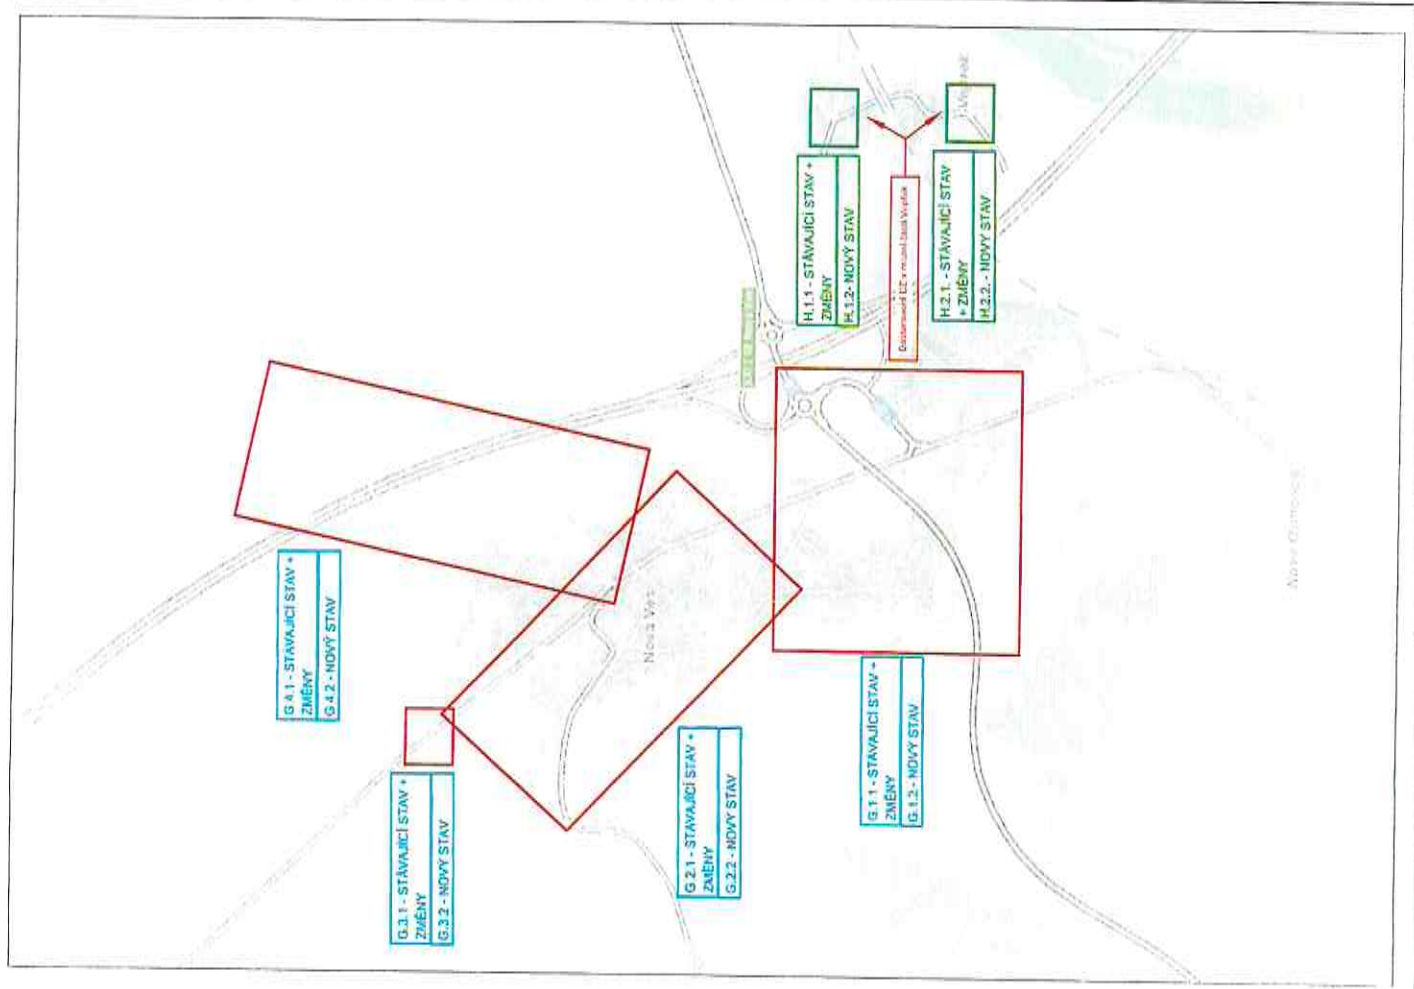 G.4.1 - STÁVAJÍCÍ STAV +
ZMĚNY
G.4.2 - NOVÝ STAV
G.3.1 - STÁVAJÍCÍ STAV +
ZMĚNY
G.3.2 - NOVÝ STAV
Nová Ves
G.2.1 - STÁVAJÍCÍ STAV +
ZMĚNY
G.2.2 - NOVÝ STAV
H.1.1 - STÁVAJÍCÍ STAV +
ZMĚNY
H.1.2- NOVÝ STAV
G.1.1 - STÁVAJÍCÍ STAV +
ZMĚNY
G.1.2 - NOVÝ STAV
H.2.1. - STÁVAJÍCÍ STAV
+ ZMĚNY
H.2.2. - NOVÝ STAV